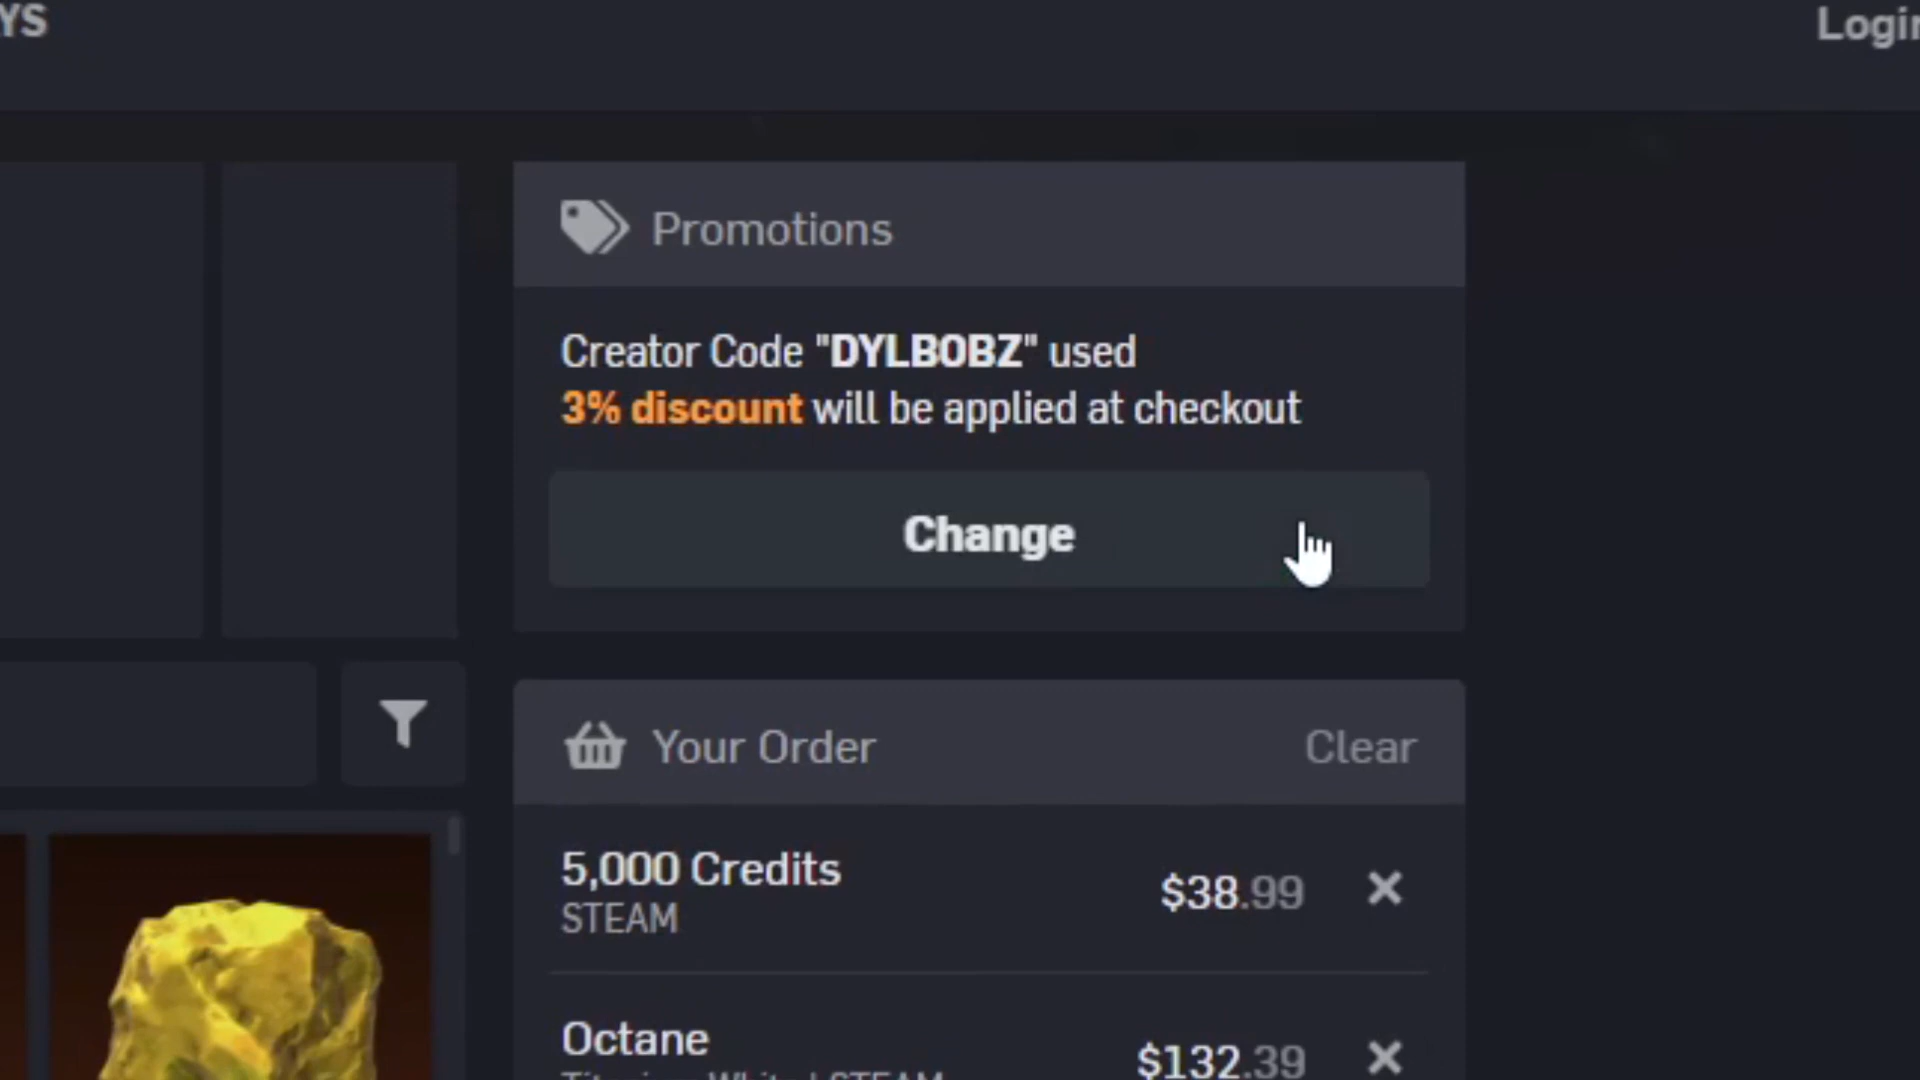 YS
Login
Promotions
Creator Code "DYLBOBZ" used
3% discount will be applied at checkout
Change
Your Order
Clear
5,000 Credits
$38.99
STEAM
Octane
$132.39